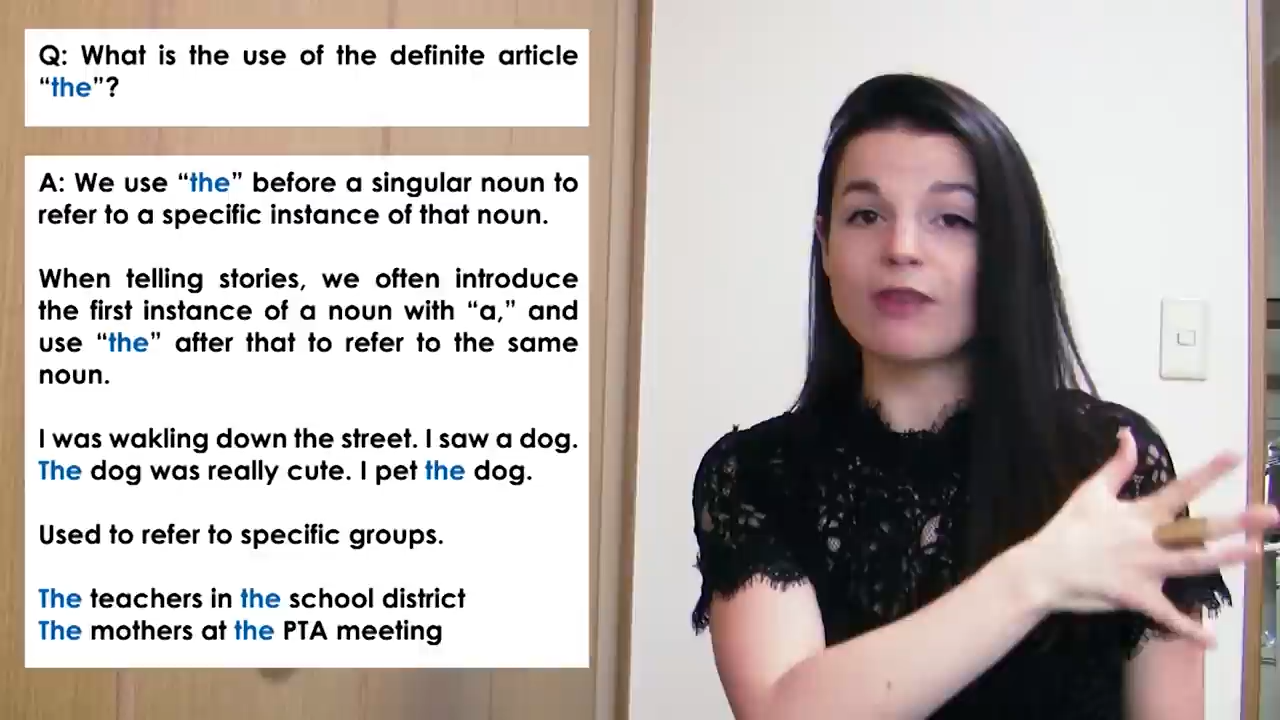 Q: What is the use of the definite article
“the”?
A: We use “the” before a singular noun to
refer to a specific instance of that noun.
When telling stories, we often introduce
the first instance of a noun with “a,” and
use “the” after that to refer to the same
noun.
I was wakling down the street. I saw a dog.
The dog was really cute. I pet the dog.
Used to refer to specific groups.
The teachers in the school district
The mothers at the PTA meeting